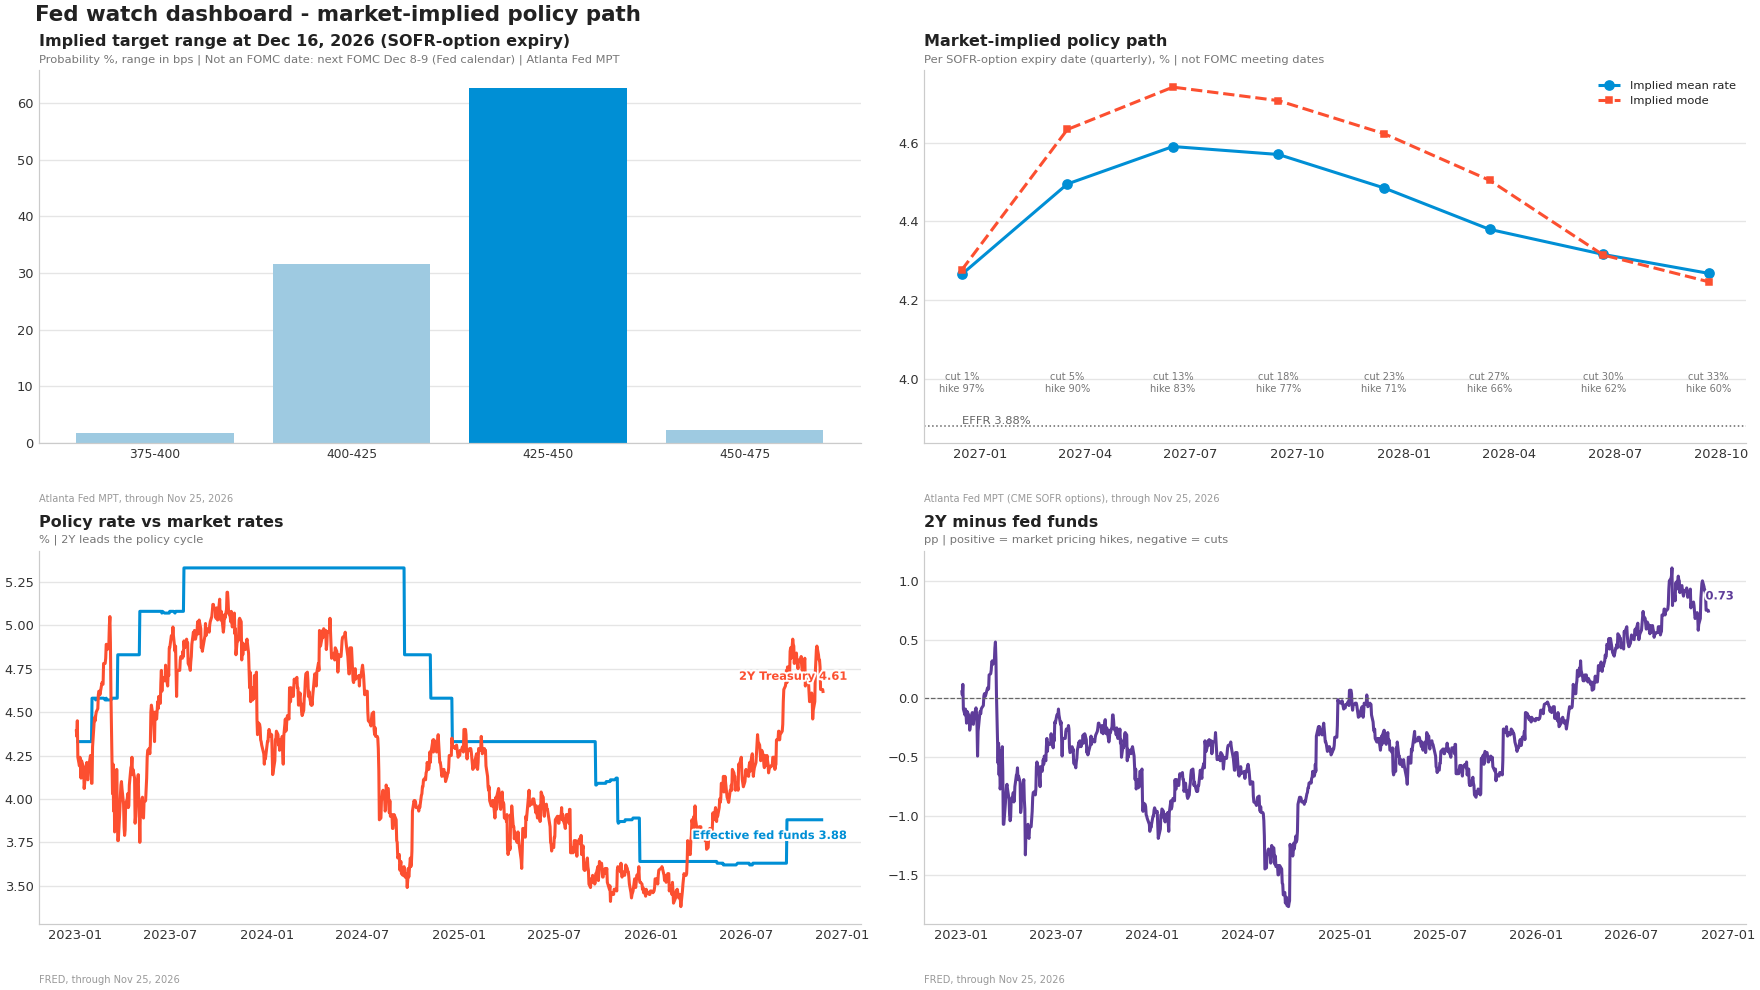 Fed watch dashboard - market-implied policy path
Implied target range at Dec 16, 2026 (SOFR-option expiry)
Probability %, range in bps | Not an FOMC date: next FOMC Dec 8-9 (Fed calendar) | Atlanta Fed MPT
60
50
40
30
20
10
0
375-400
400-425
425-450
450-475
Atlanta Fed MPT, through Nov 25, 2026
Market-implied policy path
Per SOFR-option expiry date (quarterly), % | not FOMC meeting dates
Implied mean rate
Implied mode
4.6
4.4
4.2
4.0
cut 1%
hike 97%
cut 5%
hike 90%
cut 13%
hike 83%
cut 18%
hike 77%
cut 23%
hike 71%
cut 27%
hike 66%
cut 30%
hike 62%
cut 33%
hike 60%
EFFR 3.88%
2027-01
2027-04
2027-07
2027-10
2028-01
2028-04
2028-07
2028-10
Atlanta Fed MPT (CME SOFR options), through Nov 25, 2026
Policy rate vs market rates
% | 2Y leads the policy cycle
5.25
5.00
4.75
4.50
4.25
4.00
3.75
3.50
2Y Treasury 4.61
Effective fed funds 3.88
2023-01
2023-07
2024-01
2024-07
2025-01
2025-07
2026-01
2026-07
2027-01
FRED, through Nov 25, 2026
2Y minus fed funds
pp | positive = market pricing hikes, negative = cuts
1.0
0.5
0.0
−0.5
−1.0
−1.5
0.73
2023-01
2023-07
2024-01
2024-07
2025-01
2025-07
2026-01
2026-07
2027-01
FRED, through Nov 25, 2026